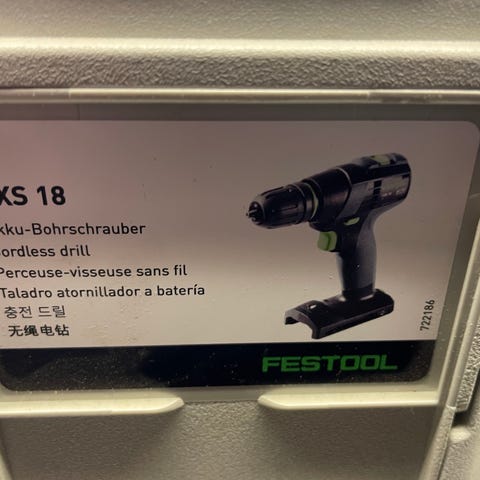 XS 18
kku-Bohrschrauber
ordless drill
Perceuse-visseuse sans fil
Taladro atornillador a batería
충전 드릴
无绳电钻
722186
FESTOOL